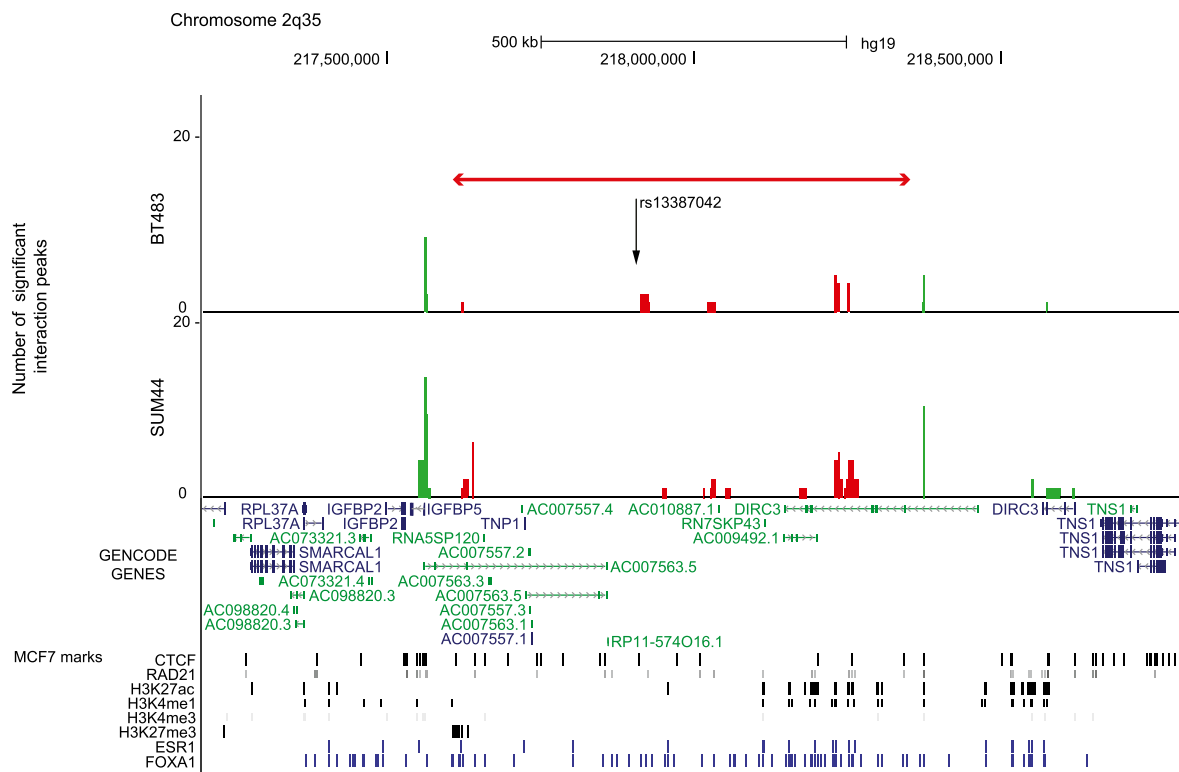 Chromosome 2q35
500 kb hg19
217,500,000 218,000,000 218,500,000
Number of significant
interaction peaks
BT483
20
0
rs13387042
SUM44
20
0
GENCODE
GENES
RPL37A IGFBP2 IGFBP5 AC007557.4 AC010887.1 DIRC3 DIRC3 TNS1
RPL37A IGFBP2 TNP1 RN7SKP43 TNS1
AC073321.3 RNA5SP120 AC009492.1 TNS1
SMARCAL1 AC007557.2 TNS1
SMARCAL1 AC007563.5 TNS1
AC073321.4 AC007563.3
AC098820.3 AC007563.5
AC098820.4 AC007557.3
AC098820.3 AC007563.1
AC007557.1 RP11-574O16.1
MCF7 marks
CTCF
RAD21
H3K27ac
H3K4me1
H3K4me3
H3K27me3
ESR1
FOXA1